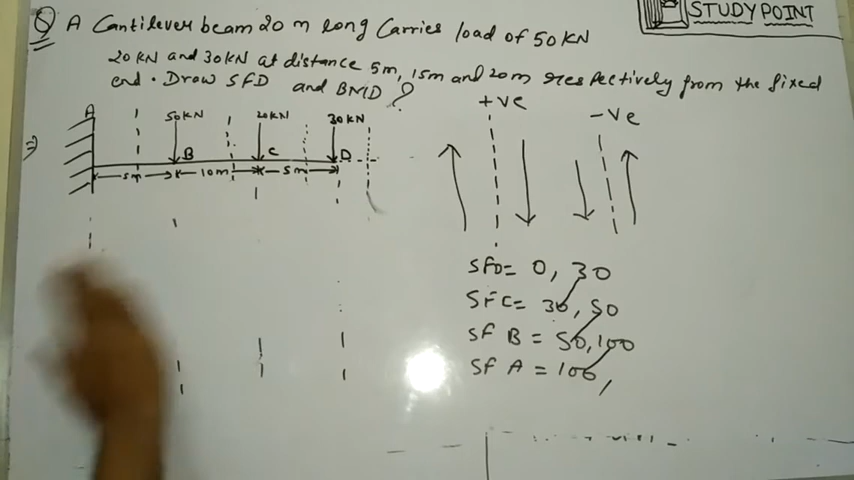 STUDY POINT
Q A Cantilever beam 20 m long Carries load of 50 KN
20 KN and 30 KN at distance 5m, 15m and 20m respectively from the fixed
end. Draw SFD and BMD ?
+ve
-Ve
⇒
A 50KN 20KN 30KN
B C D
5m 10m 5m
SFD= 0, 30
SFC= 30, 50
SF B = 50, 100
SF A = 100,